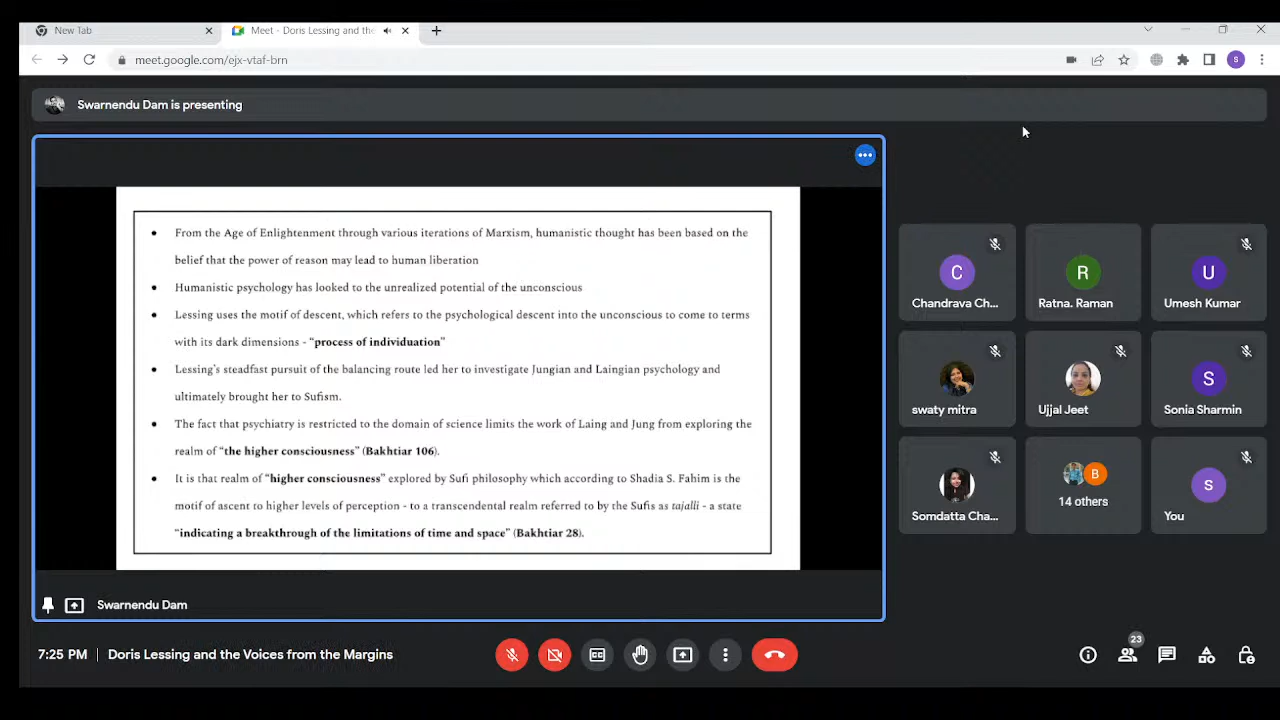 New Tab
Meet - Doris Lessing and the
meet.google.com/ejx-vtaf-brn
S
Swarnendu Dam is presenting
• From the Age of Enlightenment through various iterations of Marxism, humanistic thought has been based on the
belief that the power of reason may lead to human liberation
• Humanistic psychology has looked to the unrealized potential of the unconscious
• Lessing uses the motif of descent, which refers to the psychological descent into the unconscious to come to terms
with its dark dimensions - “process of individuation”
• Lessing's steadfast pursuit of the balancing route led her to investigate Jungian and Laingian psychology and
ultimately brought her to Sufism.
• The fact that psychiatry is restricted to the domain of science limits the work of Laing and Jung from exploring the
realm of “the higher consciousness” (Bakhtiar 106).
• It is that realm of “higher consciousness” explored by Sufi philosophy which according to Shadia S. Fahim is the
motif of ascent to higher levels of perception - to a transcendental realm referred to by the Sufis as tajalli - a state
“indicating a breakthrough of the limitations of time and space” (Bakhtiar 28).
Swarnendu Dam
C
Chandrava Ch...
R
Ratna. Raman
U
Umesh Kumar
swaty mitra
Ujjal Jeet
S
Sonia Sharmin
Somdatta Cha...
B
14 others
S
You
7:25 PM | Doris Lessing and the Voices from the Margins
CC
23